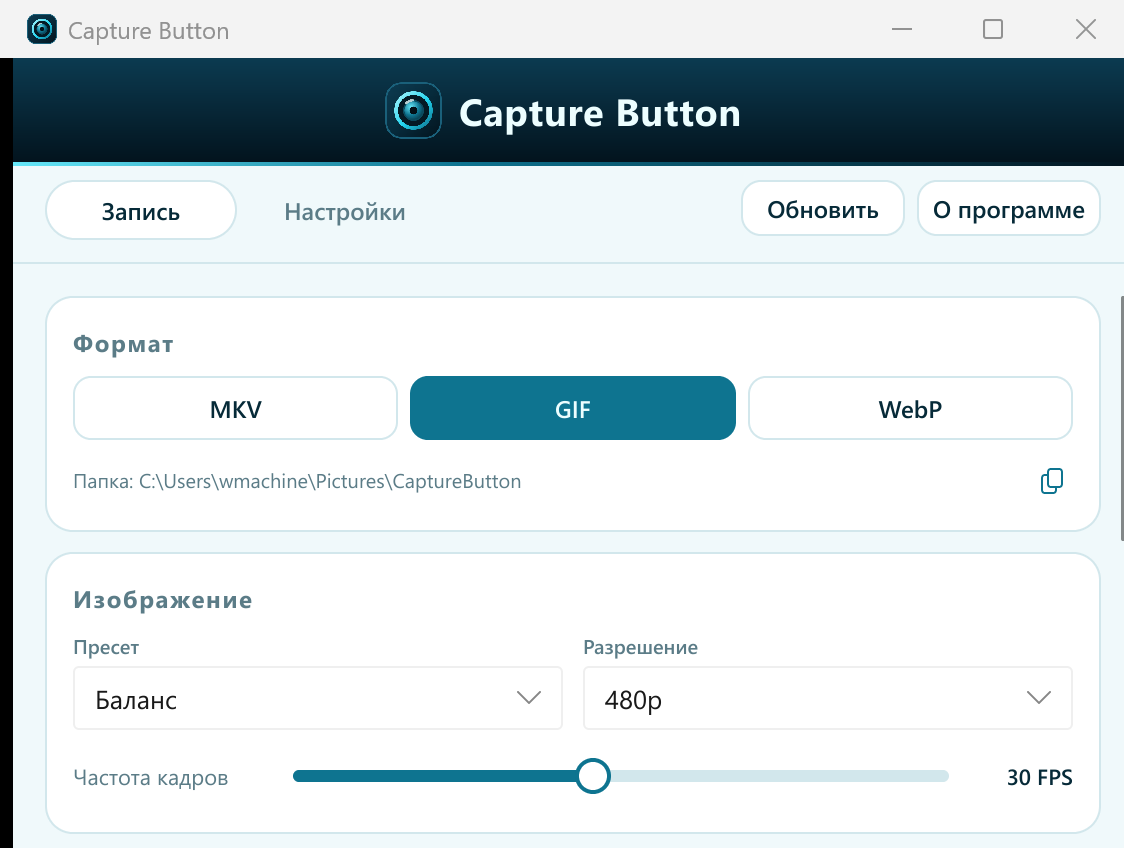 Capture Button
Capture Button
Запись
Настройки
Обновить
О программе
Формат
MKV
GIF
WebP
Папка: C:\Users\wmachine\Pictures\CaptureButton
Изображение
Пресет
Разрешение
Баланс
480p
Частота кадров
30 FPS